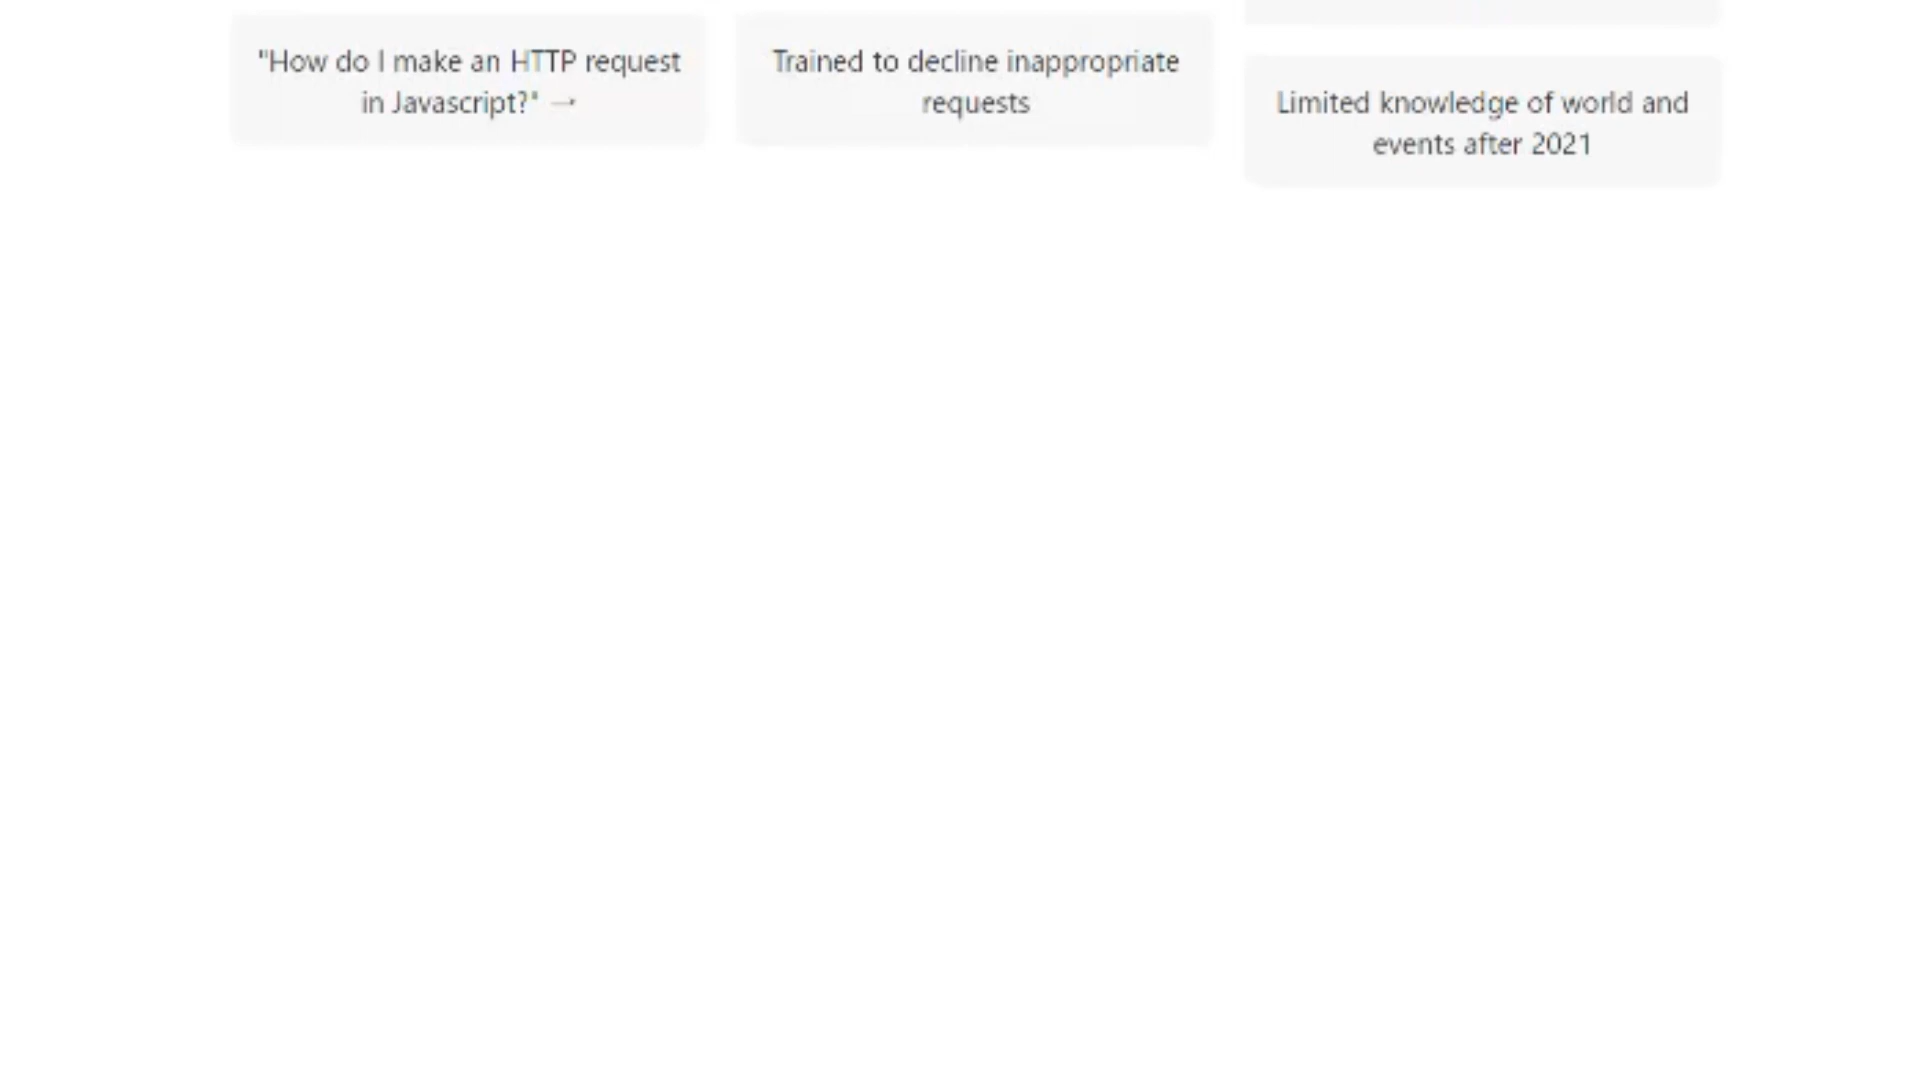 "How do I make an HTTP request
in Javascript?" →
Trained to decline inappropriate
requests
Limited knowledge of world and
events after 2021